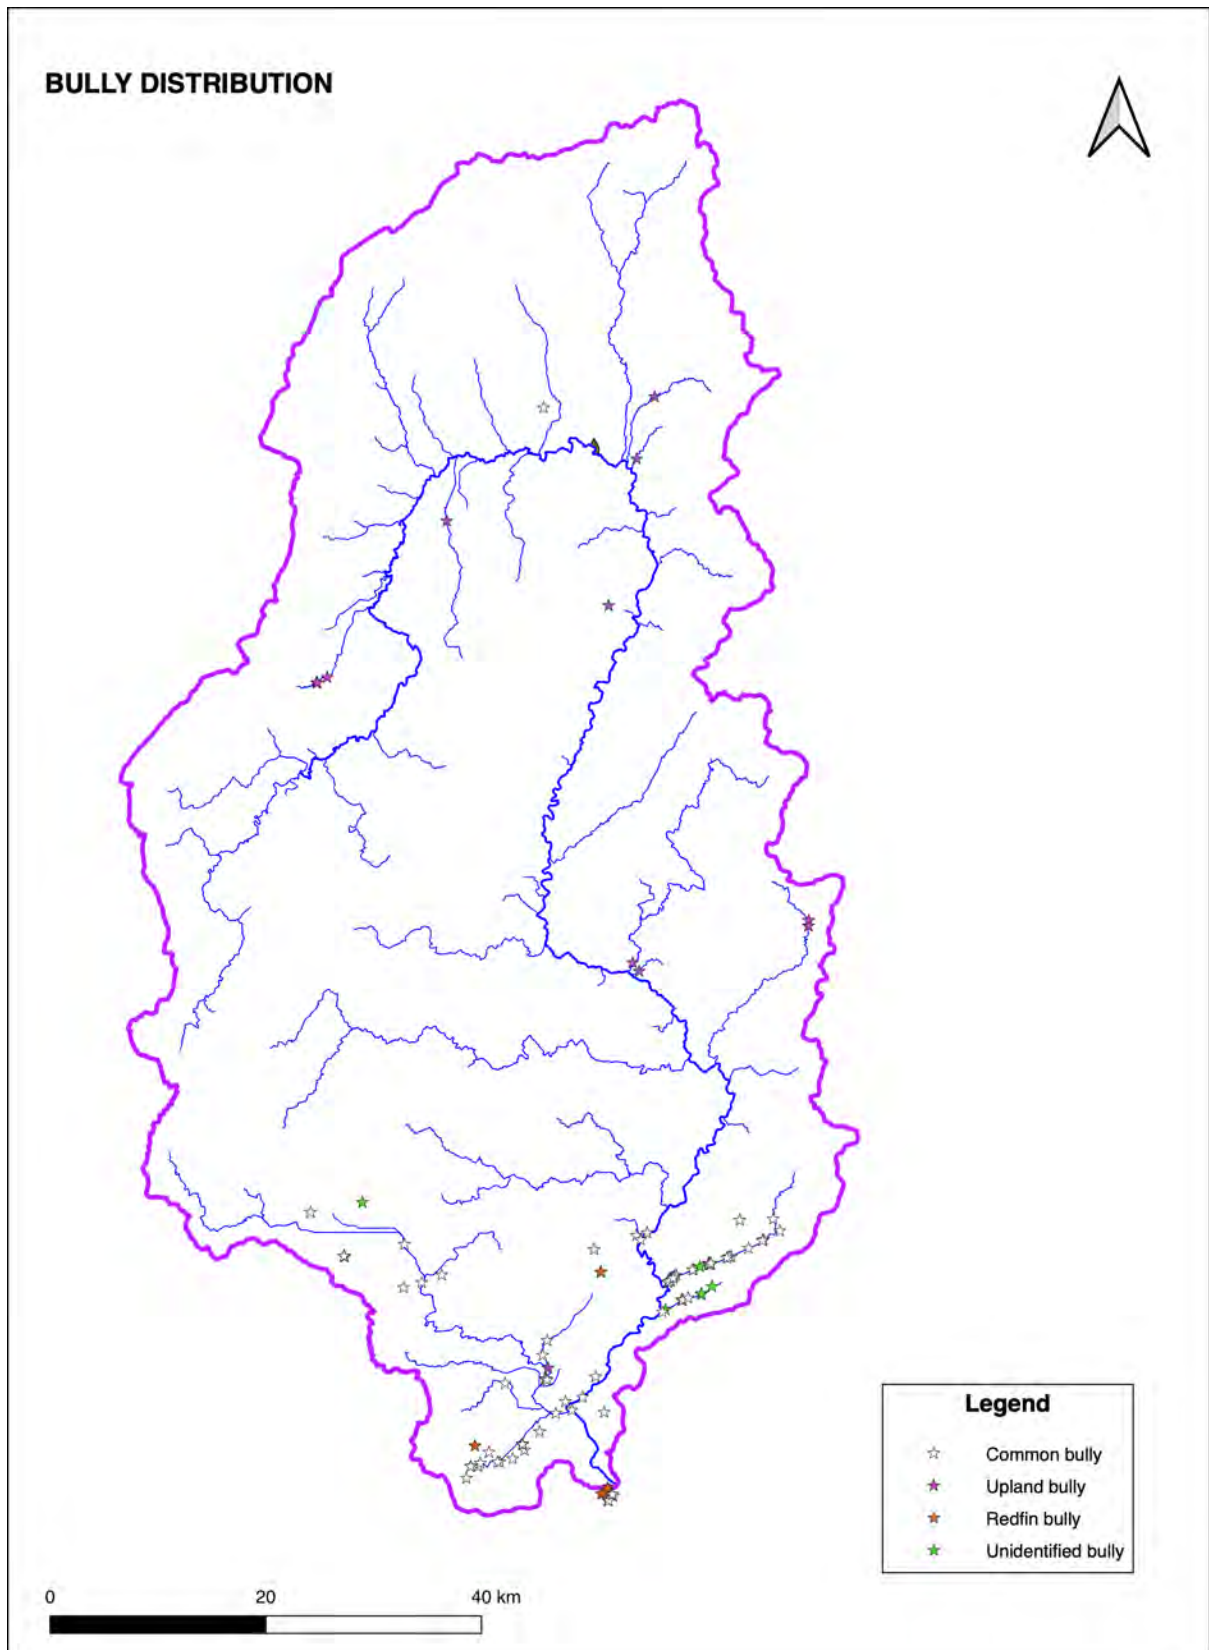 BULLY DISTRIBUTION
Legend
Common bully
Upland bully
Redfin bully
Unidentified bully
0 20 40 km